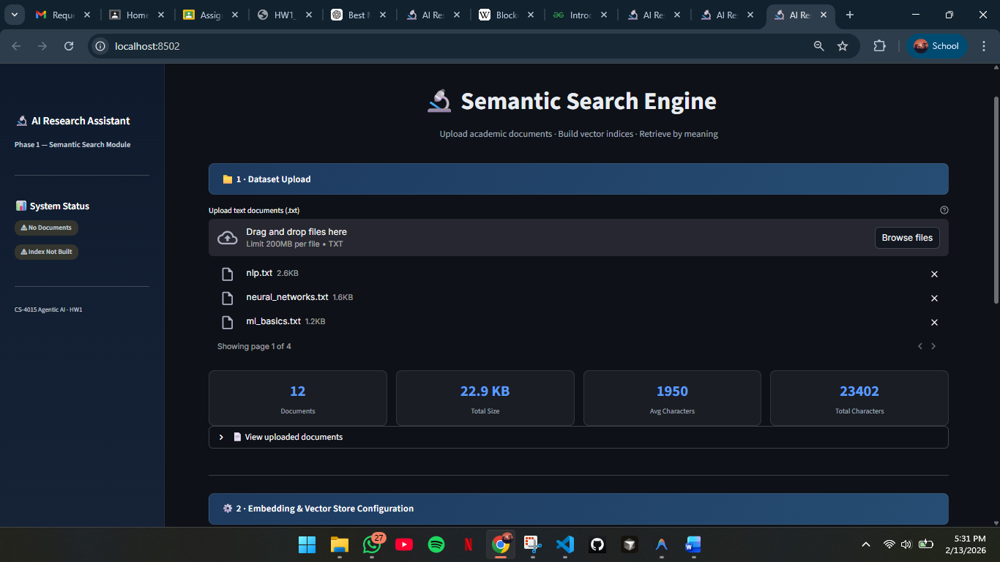 Reque
Home
Assig
HW1_
Best
AI Re
Block
Introd
AI Re
AI Re
AI Re
localhost:8502
School
AI Research Assistant
Phase 1 — Semantic Search Module
System Status
⚠ No Documents
⚠ Index Not Built
CS-4015 Agentic AI · HW1
Semantic Search Engine
Upload academic documents · Build vector indices · Retrieve by meaning
1 · Dataset Upload
Upload text documents (.txt)
Drag and drop files here
Limit 200MB per file • TXT
Browse files
nlp.txt 2.6KB
neural_networks.txt 1.6KB
ml_basics.txt 1.2KB
Showing page 1 of 4
12
Documents
22.9 KB
Total Size
1950
Avg Characters
23402
Total Characters
View uploaded documents
2 · Embedding & Vector Store Configuration
27
5:31 PM
2/13/2026